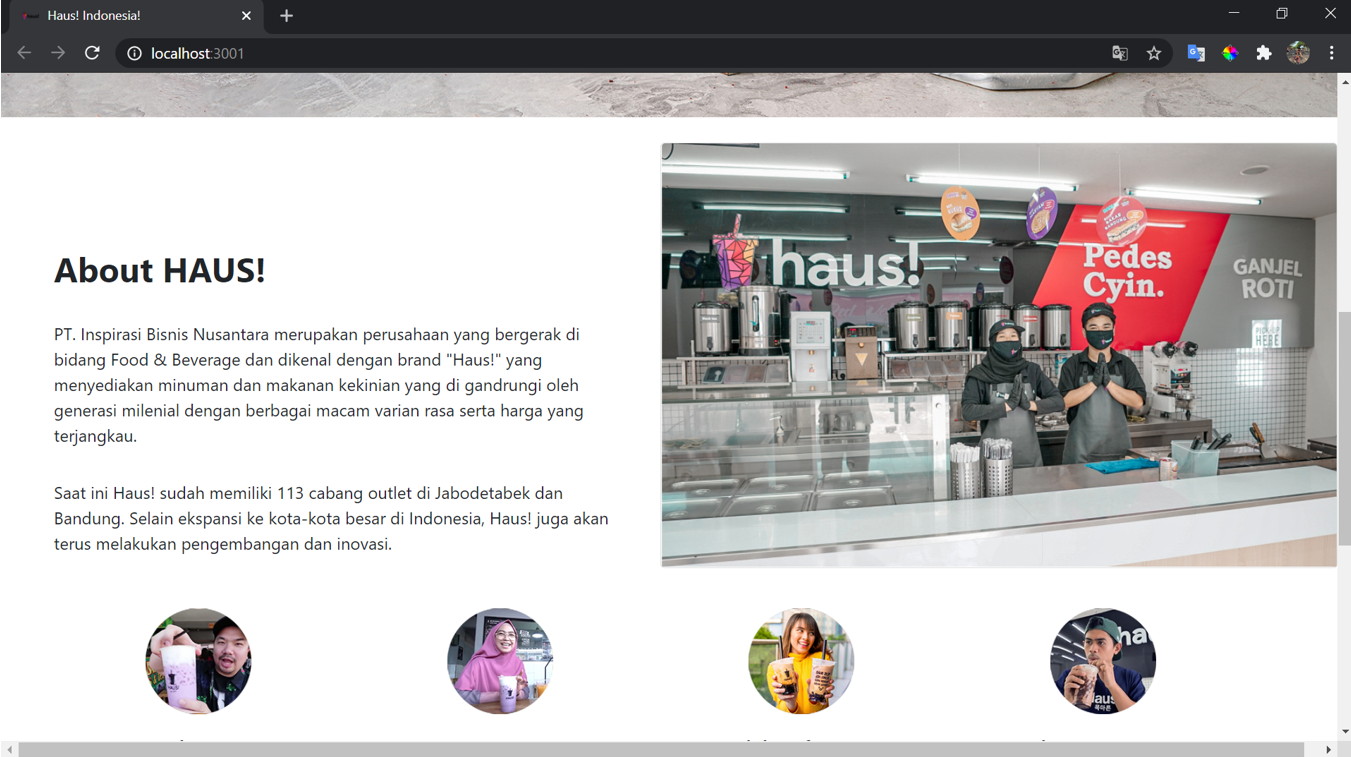 Haus! Indonesia!
localhost:3001
haus!
Pedes
Cyin.
GANJEL
ROTI
PICK UP
HERE
About HAUS!
PT. Inspirasi Bisnis Nusantara merupakan perusahaan yang bergerak di
bidang Food & Beverage dan dikenal dengan brand "Haus!" yang
menyediakan minuman dan makanan kekinian yang di gandrungi oleh
generasi milenial dengan berbagai macam varian rasa serta harga yang
terjangkau.
Saat ini Haus! sudah memiliki 113 cabang outlet di Jabodetabek dan
Bandung. Selain ekspansi ke kota-kota besar di Indonesia, Haus! juga akan
terus melakukan pengembangan dan inovasi.